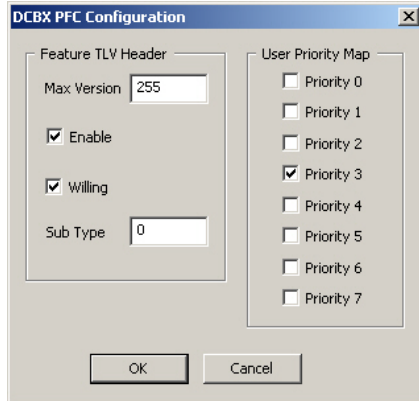 DCBX PFC Configuration
Feature TLV Header
Max Version 255
Enable
Willing
Sub Type 0
User Priority Map
Priority 0
Priority 1
Priority 2
Priority 3
Priority 4
Priority 5
Priority 6
Priority 7
OK
Cancel